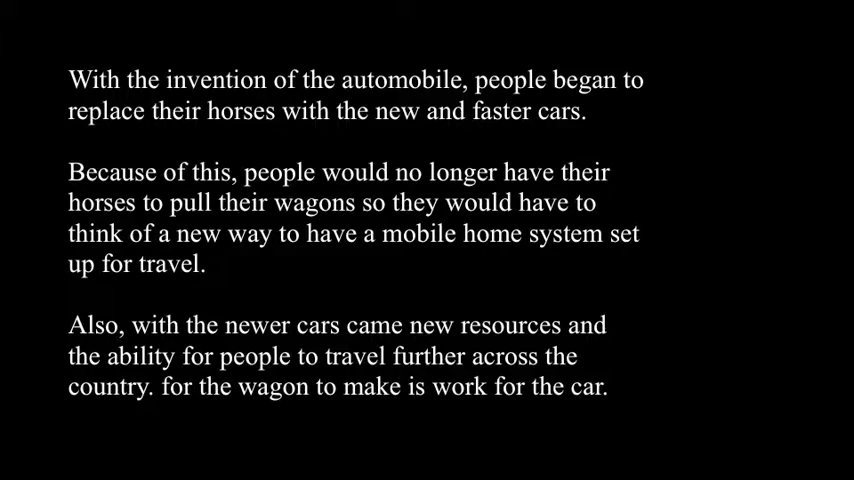 With the invention of the automobile, people began to
replace their horses with the new and faster cars.
Because of this, people would no longer have their
horses to pull their wagons so they would have to
think of a new way to have a mobile home system set
up for travel.
Also, with the newer cars came new resources and
the ability for people to travel further across the
country. for the wagon to make is work for the car.